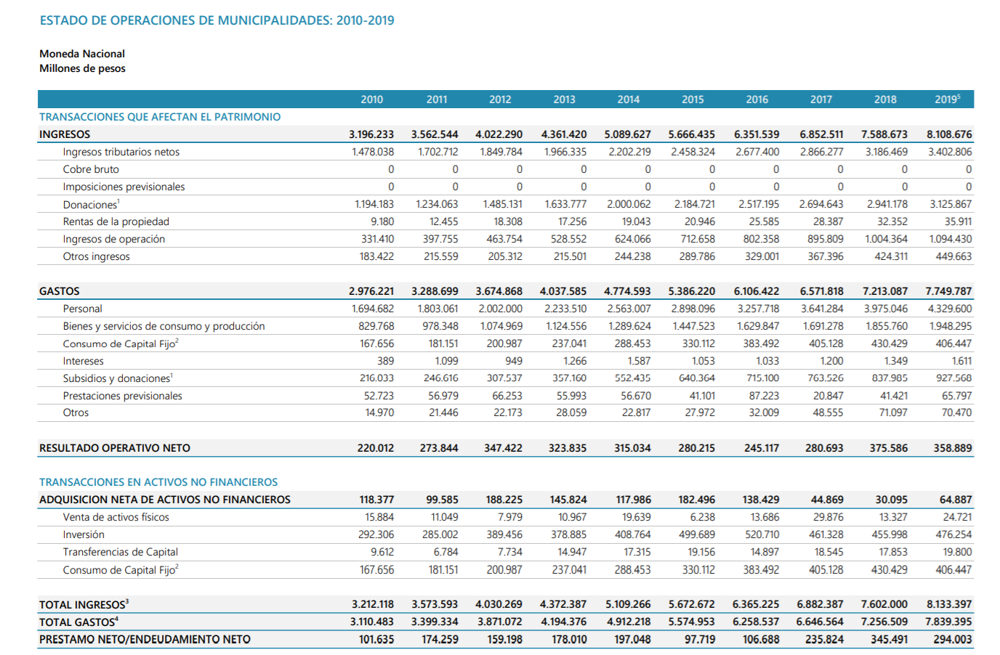 ESTADO DE OPERACIONES DE MUNICIPALIDADES: 2010-2019
Moneda Nacional
Millones de pesos
2010 2011 2012 2013 2014 2015 2016 2017 2018 2019⁵
TRANSACCIONES QUE AFECTAN EL PATRIMONIO
INGRESOS 3.196.233 3.562.544 4.022.290 4.361.420 5.089.627 5.666.435 6.351.539 6.852.511 7.588.673 8.108.676
Ingresos tributarios netos 1.478.038 1.702.712 1.849.784 1.966.335 2.202.219 2.458.324 2.677.400 2.866.277 3.186.469 3.402.806
Cobre bruto 0 0 0 0 0 0 0 0 0 0
Imposiciones previsionales 0 0 0 0 0 0 0 0 0 0
Donaciones¹ 1.194.183 1.234.063 1.485.131 1.633.777 2.000.062 2.184.721 2.517.195 2.694.643 2.941.178 3.125.867
Rentas de la propiedad 9.180 12.455 18.308 17.256 19.043 20.946 25.585 28.387 32.352 35.911
Ingresos de operación 331.410 397.755 463.754 528.552 624.066 712.658 802.358 895.809 1.004.364 1.094.430
Otros ingresos 183.422 215.559 205.312 215.501 244.238 289.786 329.001 367.396 424.311 449.663
GASTOS 2.976.221 3.288.699 3.674.868 4.037.585 4.774.593 5.386.220 6.106.422 6.571.818 7.213.087 7.749.787
Personal 1.694.682 1.803.061 2.002.000 2.233.510 2.563.007 2.898.096 3.257.718 3.641.284 3.975.046 4.329.600
Bienes y servicios de consumo y producción 829.768 978.348 1.074.969 1.124.556 1.289.624 1.447.523 1.629.847 1.691.278 1.855.760 1.948.295
Consumo de Capital Fijo² 167.656 181.151 200.987 237.041 288.453 330.112 383.492 405.128 430.429 406.447
Intereses 389 1.099 949 1.266 1.587 1.053 1.033 1.200 1.349 1.611
Subsidios y donaciones¹ 216.033 246.616 307.537 357.160 552.435 640.364 715.100 763.526 837.985 927.568
Prestaciones previsionales 52.723 56.979 66.253 55.993 56.670 41.101 87.223 20.847 41.421 65.797
Otros 14.970 21.446 22.173 28.059 22.817 27.972 32.009 48.555 71.097 70.470
RESULTADO OPERATIVO NETO 220.012 273.844 347.422 323.835 315.034 280.215 245.117 280.693 375.586 358.889
TRANSACCIONES EN ACTIVOS NO FINANCIEROS
ADQUISICION NETA DE ACTIVOS NO FINANCIEROS 118.377 99.585 188.225 145.824 117.986 182.496 138.429 44.869 30.095 64.887
Venta de activos físicos 15.884 11.049 7.979 10.967 19.639 6.238 13.686 29.876 13.327 24.721
Inversión 292.306 285.002 389.456 378.885 408.764 499.689 520.710 461.328 455.998 476.254
Transferencias de Capital 9.612 6.784 7.734 14.947 17.315 19.156 14.897 18.545 17.853 19.800
Consumo de Capital Fijo² 167.656 181.151 200.987 237.041 288.453 330.112 383.492 405.128 430.429 406.447
TOTAL INGRESOS³ 3.212.118 3.573.593 4.030.269 4.372.387 5.109.266 5.672.672 6.365.225 6.882.387 7.602.000 8.133.397
TOTAL GASTOS⁴ 3.110.483 3.399.334 3.871.072 4.194.376 4.912.218 5.574.953 6.258.537 6.646.564 7.256.509 7.839.395
PRESTAMO NETO/ENDEUDAMIENTO NETO 101.635 174.259 159.198 178.010 197.048 97.719 106.688 235.824 345.491 294.003